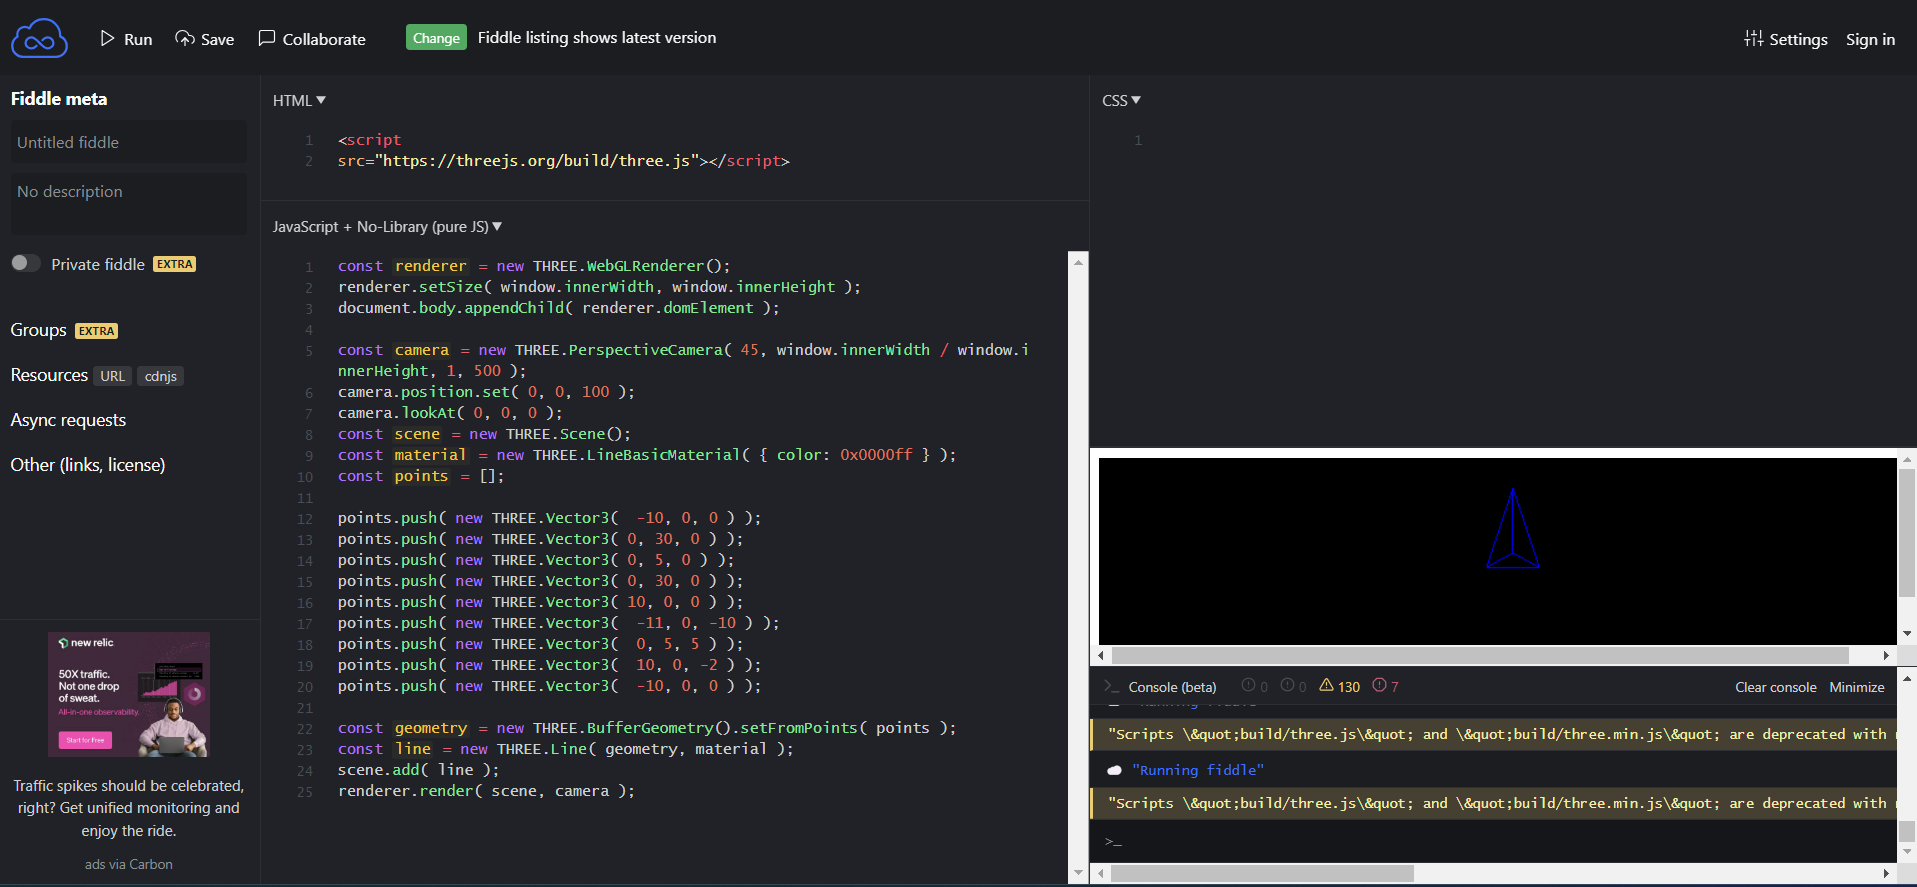 Run
Save
Collaborate
Change
Fiddle listing shows latest version
Settings
Sign in
Fiddle meta
Untitled fiddle
No description
Private fiddle EXTRA
Groups EXTRA
Resources URL cdnjs
Async requests
Other (links, license)
new relic
50X traffic.
Not one drop
of sweat.
All-in-one observability.
Start for Free
Traffic spikes should be celebrated,
right? Get unified monitoring and
enjoy the ride.
ads via Carbon
HTML
1 <script
2 src="https://threejs.org/build/three.js"></script>
JavaScript + No-Library (pure JS)
1 const renderer = new THREE.WebGLRenderer();
2 renderer.setSize( window.innerWidth, window.innerHeight );
3 document.body.appendChild( renderer.domElement );
4
5 const camera = new THREE.PerspectiveCamera( 45, window.innerWidth / window.i
nnerHeight, 1, 500 );
6 camera.position.set( 0, 0, 100 );
7 camera.lookAt( 0, 0, 0 );
8 const scene = new THREE.Scene();
9 const material = new THREE.LineBasicMaterial( { color: 0x0000ff } );
10 const points = [];
11
12 points.push( new THREE.Vector3(  -10, 0, 0 ) );
13 points.push( new THREE.Vector3( 0, 30, 0 ) );
14 points.push( new THREE.Vector3( 0, 5, 0 ) );
15 points.push( new THREE.Vector3( 0, 30, 0 ) );
16 points.push( new THREE.Vector3( 10, 0, 0 ) );
17 points.push( new THREE.Vector3(  -11, 0, -10 ) );
18 points.push( new THREE.Vector3(  0, 5, 5 ) );
19 points.push( new THREE.Vector3(  10, 0, -2 ) );
20 points.push( new THREE.Vector3(  -10, 0, 0 ) );
21
22 const geometry = new THREE.BufferGeometry().setFromPoints( points );
23 const line = new THREE.Line( geometry, material );
24 scene.add( line );
25 renderer.render( scene, camera );
CSS
1
>_ Console (beta) 0 0 130 7 Clear console Minimize
"Running fiddle"
"Scripts \&quot;build/three.js\&quot; and \&quot;build/three.min.js\&quot; are deprecated with
"Running fiddle"
"Scripts \&quot;build/three.js\&quot; and \&quot;build/three.min.js\&quot; are deprecated with
>_